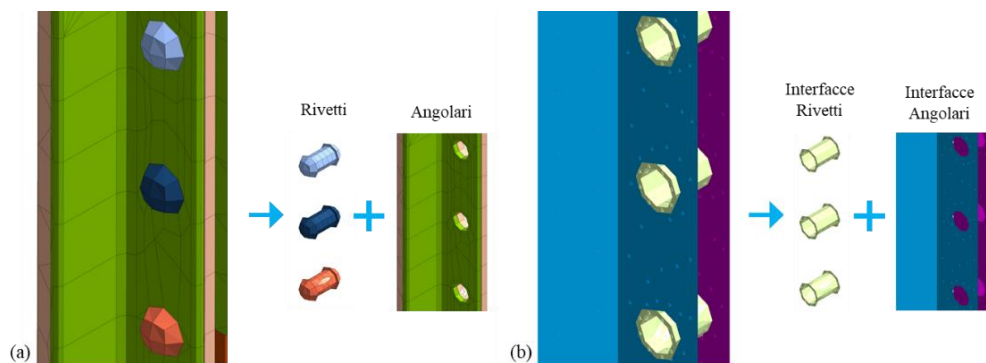 Rivetti
Angolari
Interfacce
Rivetti
Interfacce
Angolari
(a)
(b)